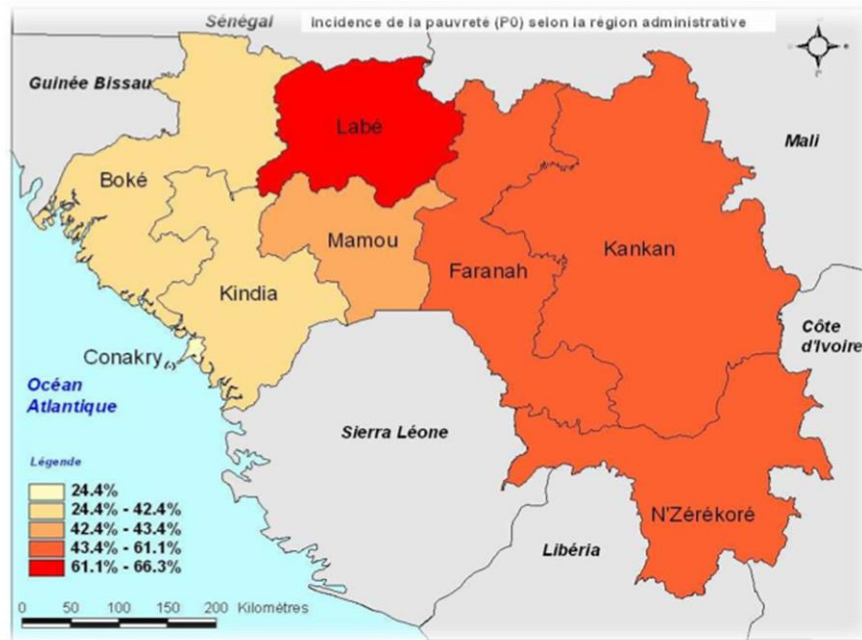 Sénégal
Incidence de la pauvreté (P0) selon la région administrative
Guinée Bissau
Labé
Mali
Boké
Mamou
Kankan
Faranah
Kindia
Côte
d'Ivoire
Conakry
Océan
Atlantique
Sierra Léone
Légende
24.4%
24.4% - 42.4%
42.4% - 43.4%
43.4% - 61.1%
61.1% - 66.3%
N'Zérékoré
Libéria
0 50 100 150 200 Kilomètres